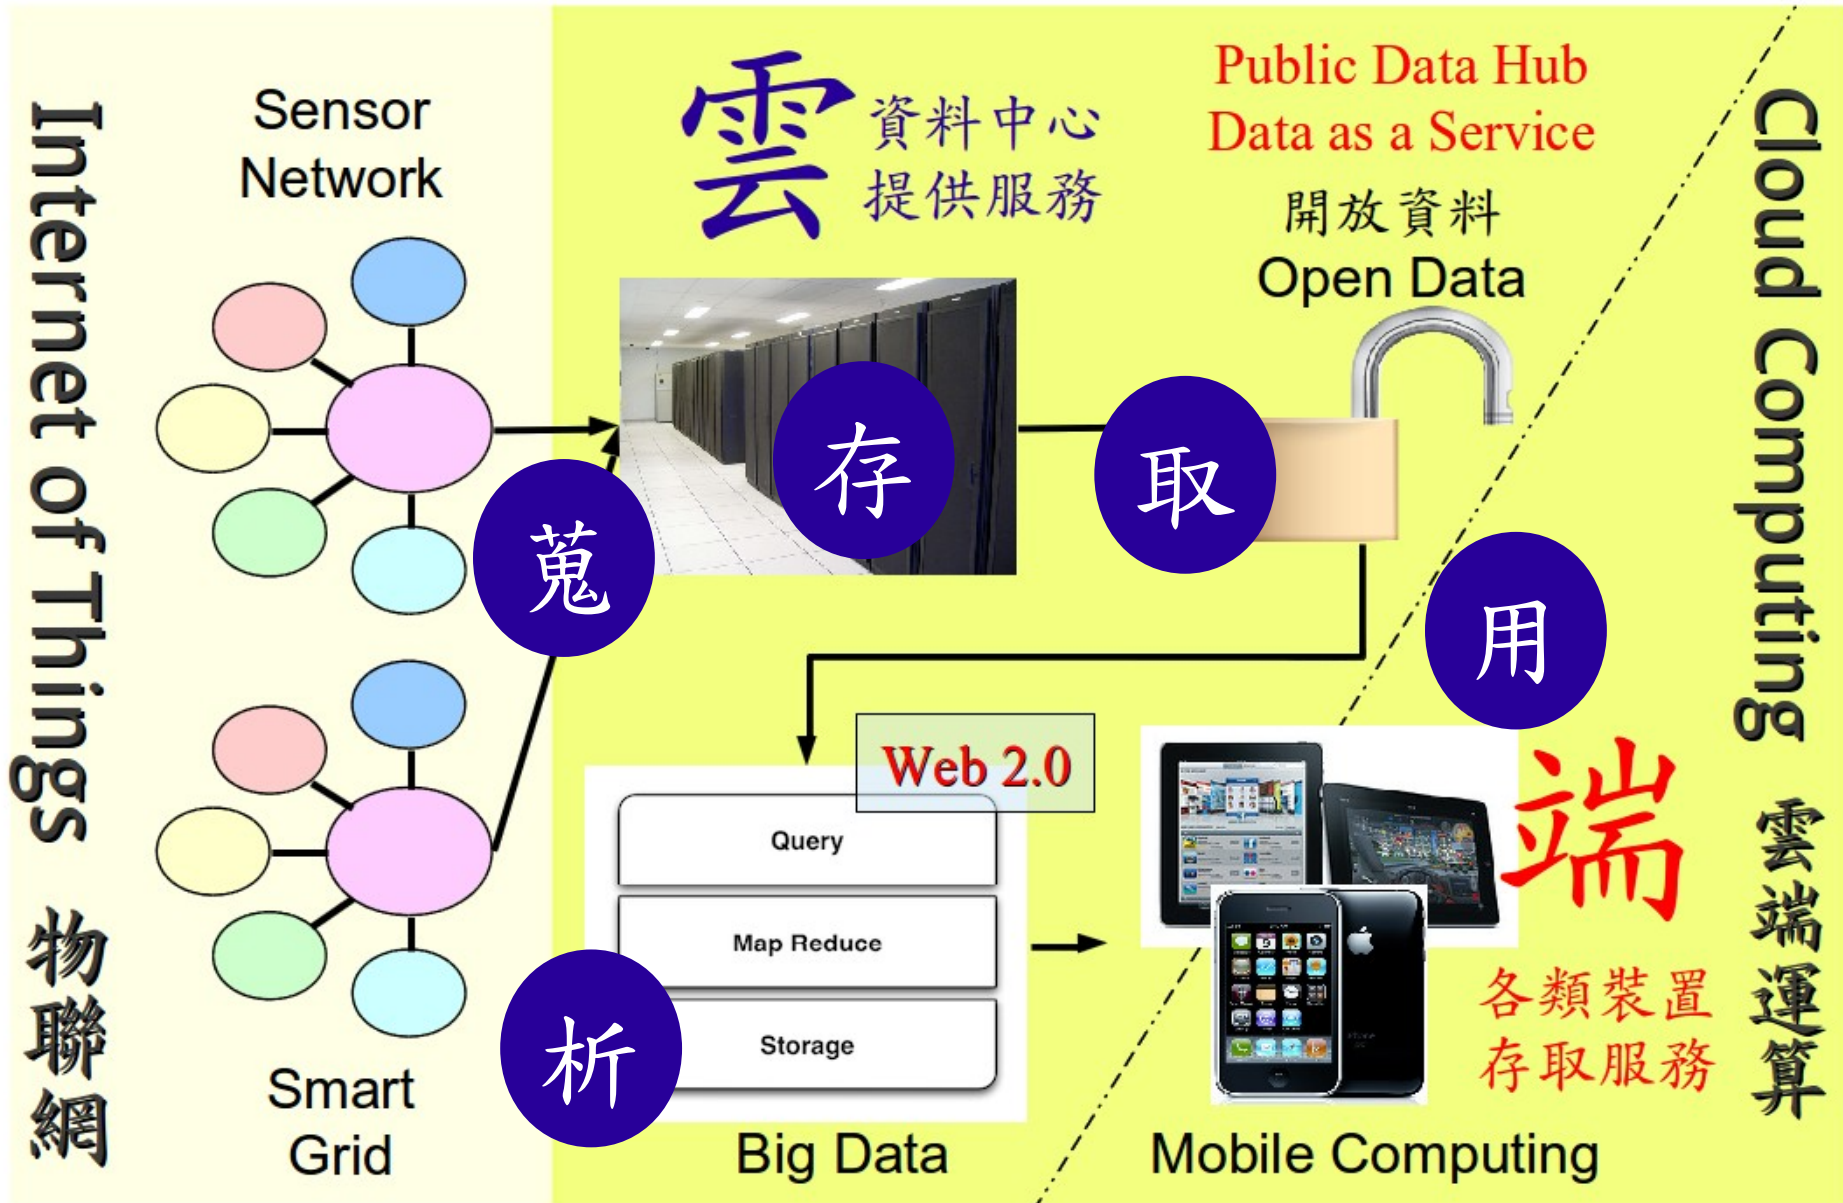 Internet of Things 物聯網
Sensor
Network
雲
資料中心
提供服務
Public Data Hub
Data as a Service
開放資料
Open Data
Cloud Computing 雲端運算
蒐
存
取
用
Web 2.0
Query
Map Reduce
Storage
析
端
各類裝置
存取服務
Smart
Grid
Big Data
Mobile Computing